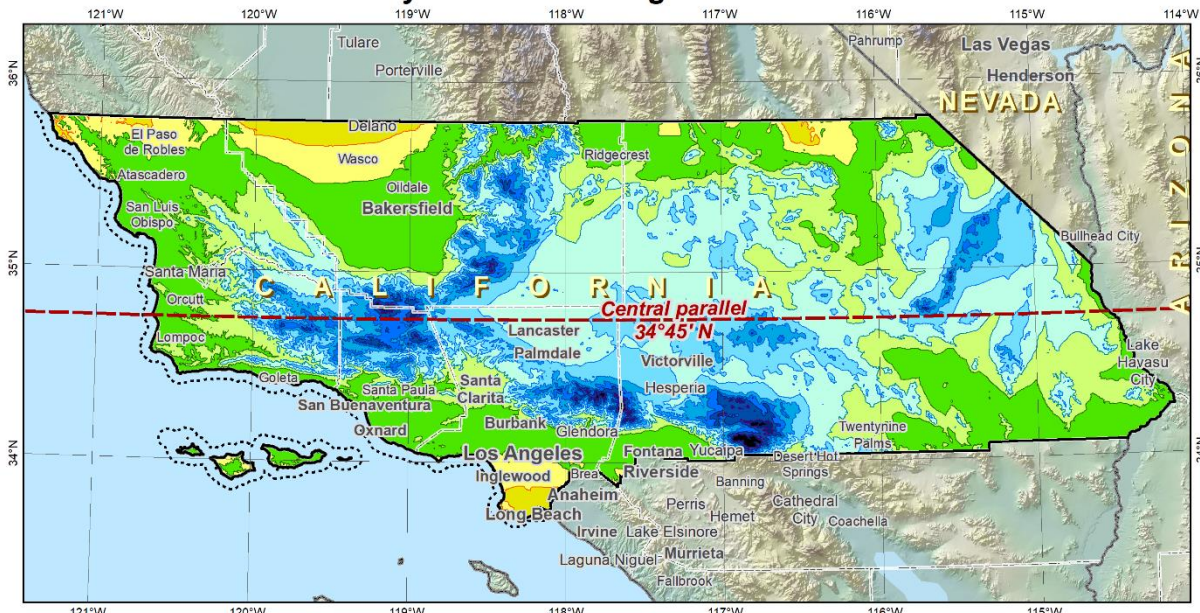 121°W 120°W 119°W 118°W 117°W 116°W 115°W 114°W
Tulare
Porterville
Pahrump
Las Vegas
Henderson
NEVADA
ARIZONA
36°N
El Paso
de Robles
Delano
Wasco
Ridgecrest
Atascadero
Oildale
Bakersfield
San Luis
Obispo
Bullhead City
35°N
Santa Maria
CALIFORNIA
Orcutt
Central parallel
34°45' N
Lompoc
Lancaster
Palmdale
Victorville
Lake
Havasu
City
Goleta
Santa Paula
Santa
Clarita
Hesperia
San Buenaventura
Oxnard
Burbank
Glendora
Twentynine
Palms
34°N
Los Angeles
Fontana
Yucaipa
Desert Hot
Springs
Inglewood
Brea
Riverside
Banning
Anaheim
Perris
Cathedral
City
Long Beach
Hemet
Coachella
Irvine
Lake Elsinore
Laguna Niguel
Murrieta
Fallbrook
121°W 120°W 119°W 118°W 117°W 116°W 115°W 114°W